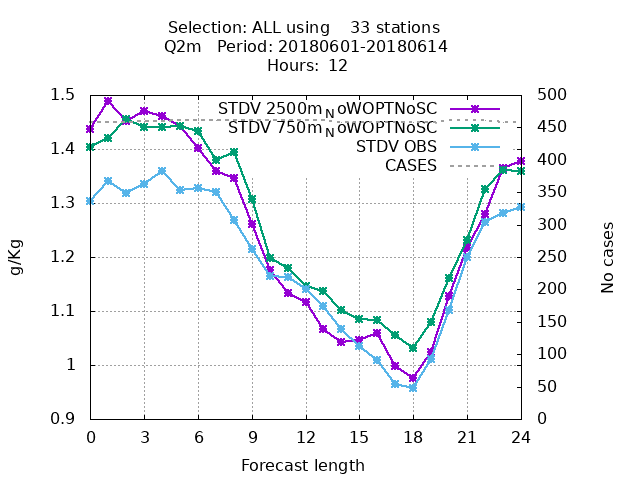 Selection: ALL using 33 stations
Q2m Period: 20180601-20180614
Hours: 12
STDV 2500m_NoWOPTNoSC
STDV 750m_NoWOPTNoSC
STDV OBS
CASES
1.5
1.4
1.3
1.2
1.1
1
0.9
g/Kg
500
450
400
350
300
250
200
150
100
50
0
No cases
0 3 6 9 12 15 18 21 24
Forecast length